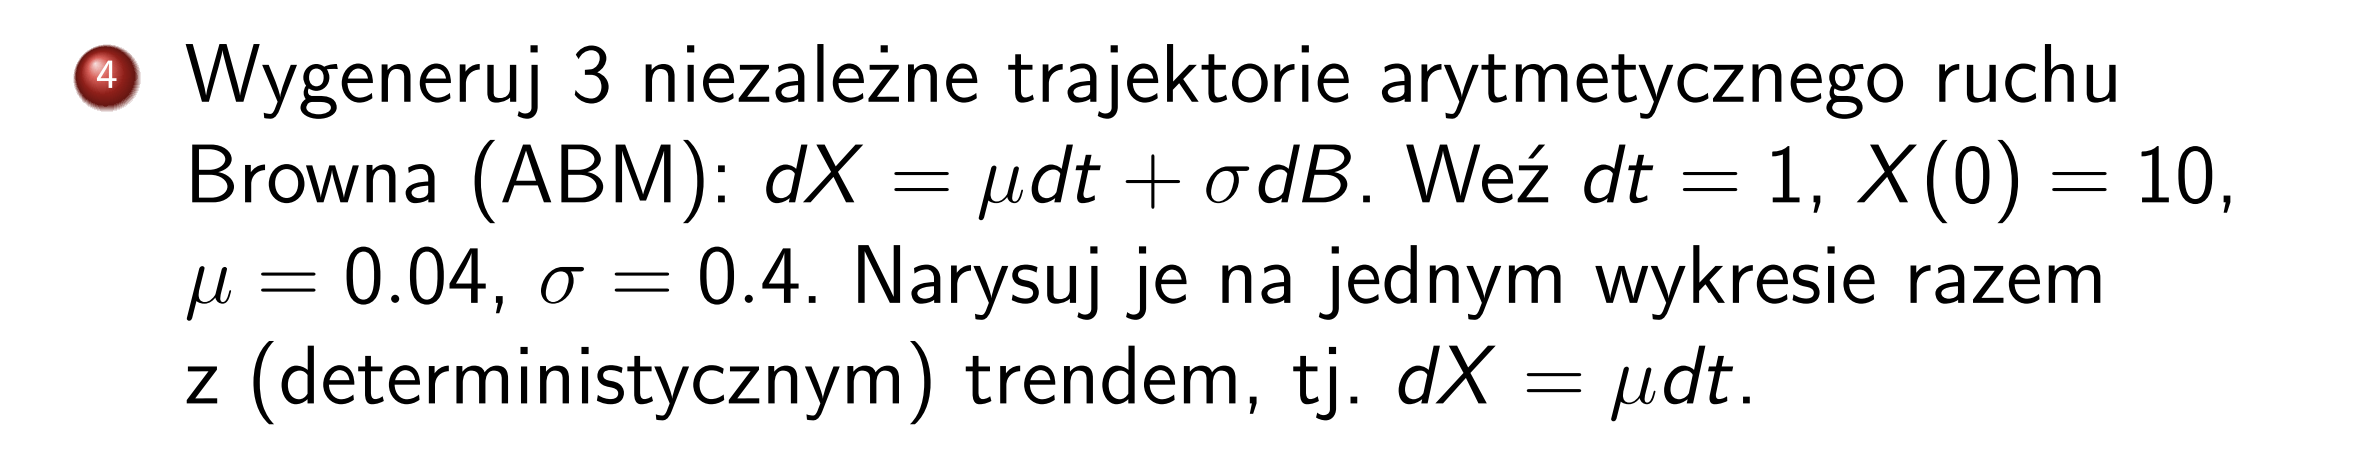 4 Wygeneruj 3 niezależne trajektorie arytmetycznego ruchu
Browna (ABM): dX = μdt + σdB. Weź dt = 1, X(0) = 10,
μ = 0.04, σ = 0.4. Narysuj je na jednym wykresie razem
z (deterministycznym) trendem, tj. dX = μdt.